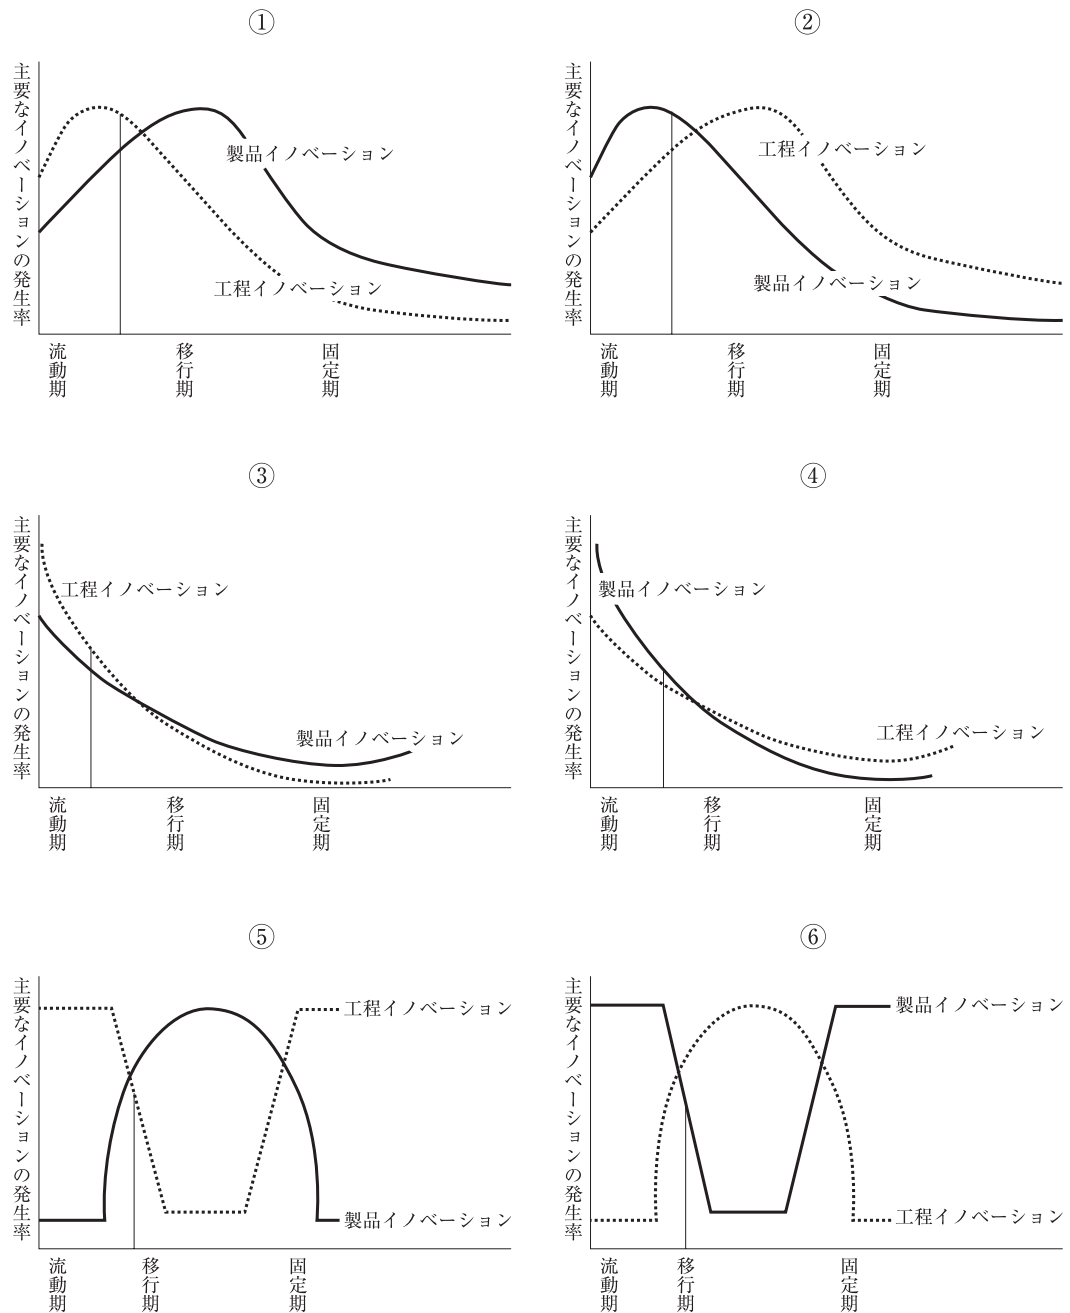 ①
主要なイノベーションの発生率
製品イノベーション
工程イノベーション
流動期
移行期
固定期
②
主要なイノベーションの発生率
工程イノベーション
製品イノベーション
流動期
移行期
固定期
③
主要なイノベーションの発生率
工程イノベーション
製品イノベーション
流動期
移行期
固定期
④
主要なイノベーションの発生率
製品イノベーション
工程イノベーション
流動期
移行期
固定期
⑤
主要なイノベーションの発生率
工程イノベーション
製品イノベーション
流動期
移行期
固定期
⑥
主要なイノベーションの発生率
製品イノベーション
工程イノベーション
流動期
移行期
固定期